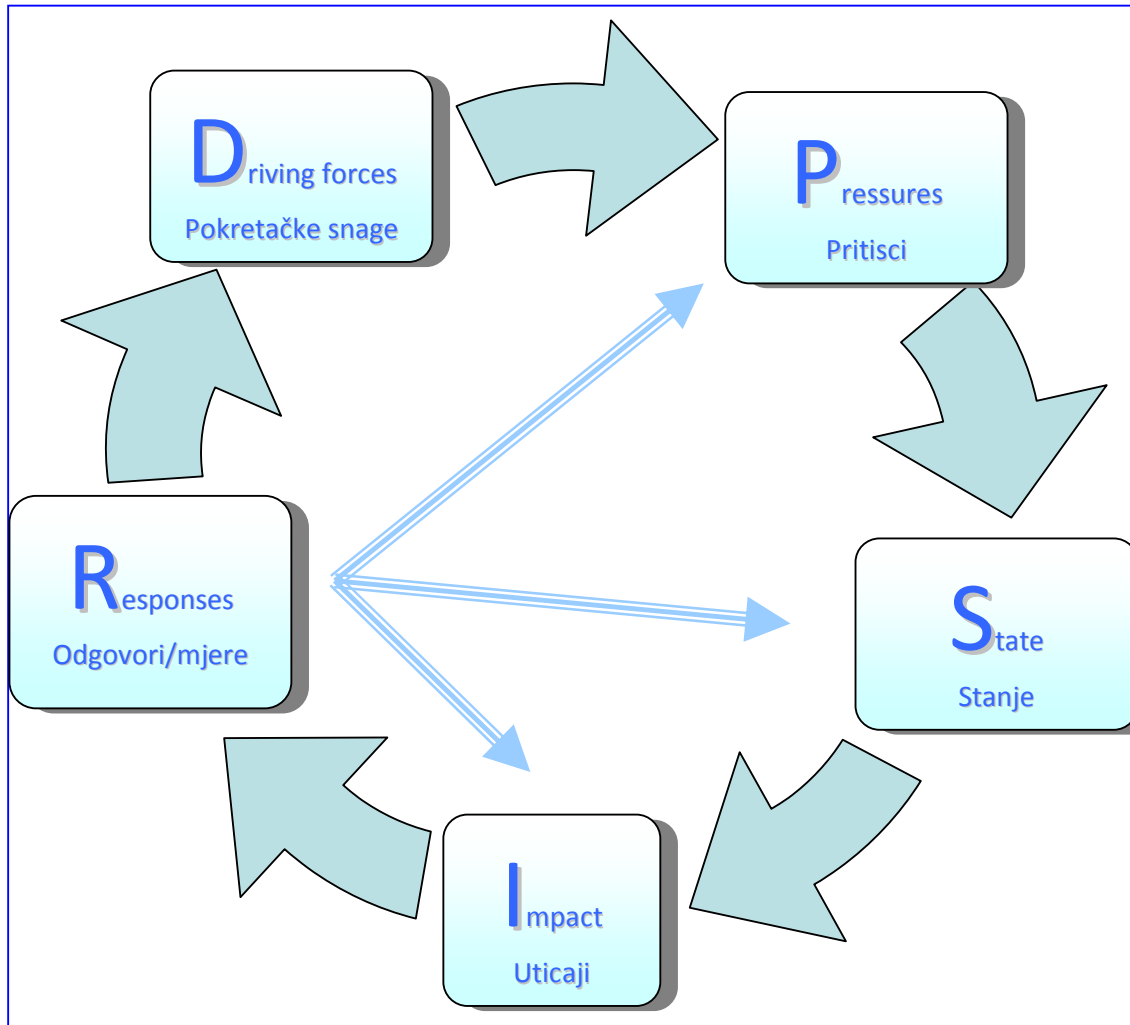 Driving forces
Pokretačke snage
Pressures
Pritisci
Responses
Odgovori/mjere
State
Stanje
Impact
Uticaji